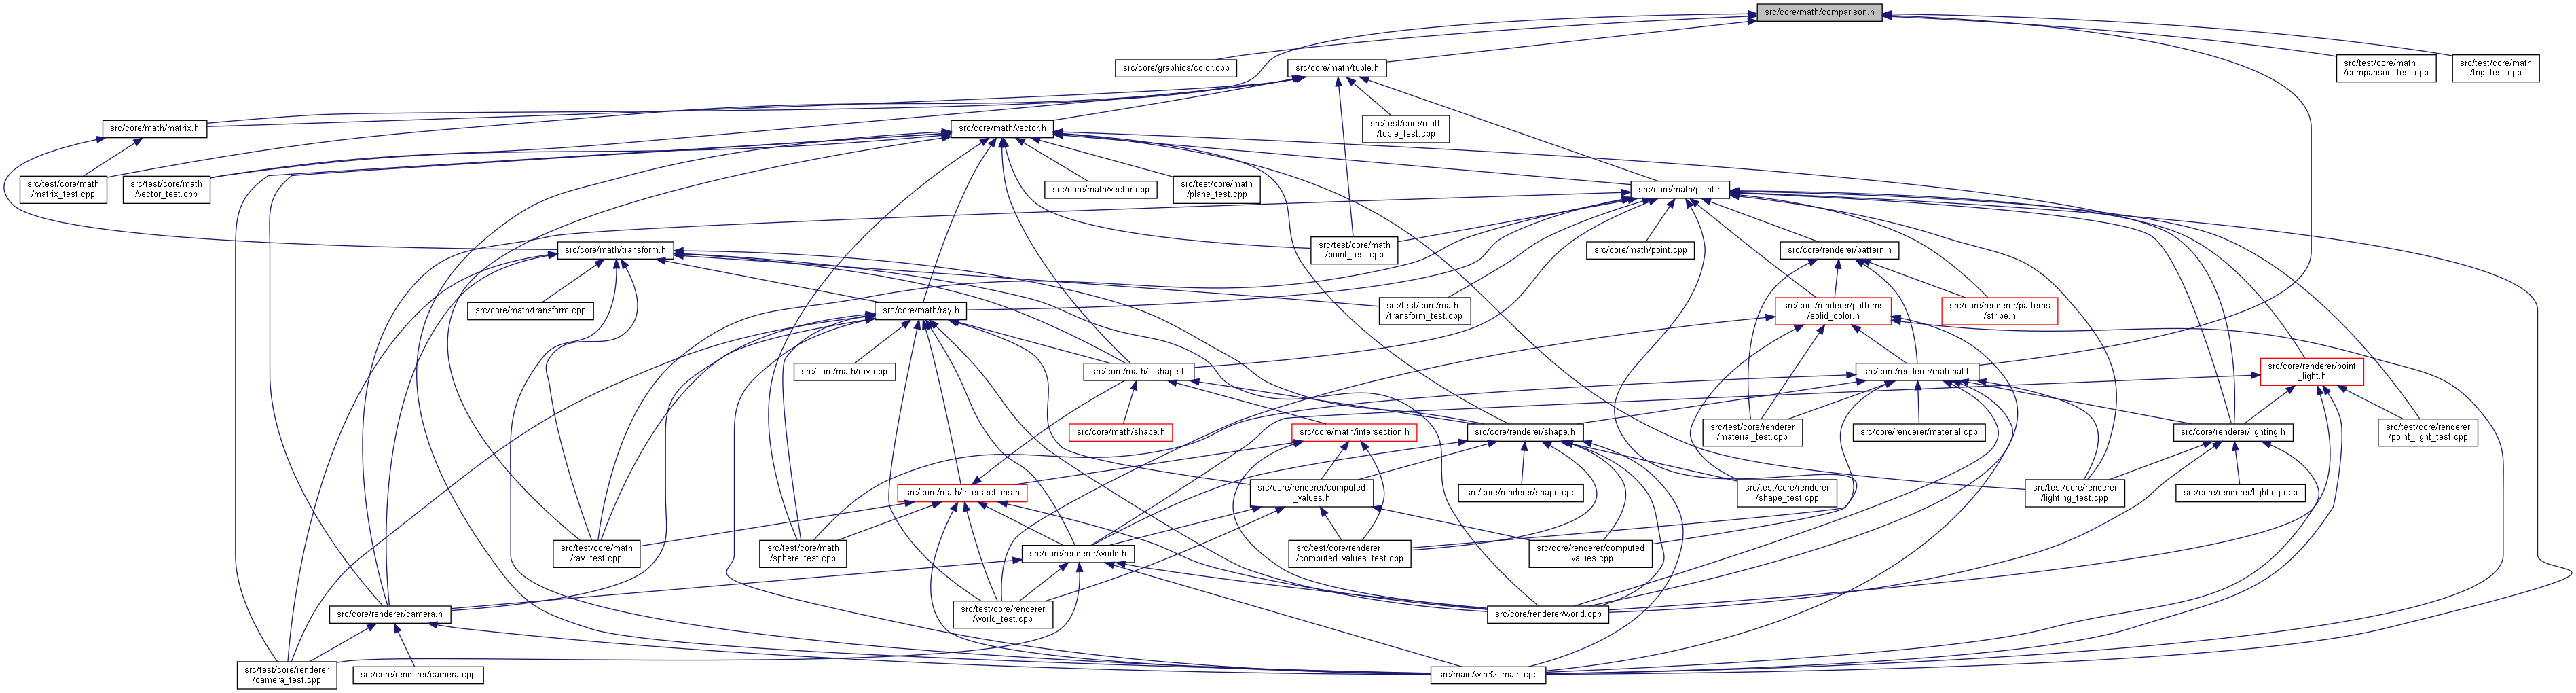 src/core/math/comparison.h
src/core/graphics/color.cpp
src/core/math/tuple.h
src/test/core/math
/comparison_test.cpp
src/test/core/math
/trig_test.cpp
src/core/math/matrix.h
src/core/math/vector.h
src/test/core/math
/tuple_test.cpp
src/test/core/math
/matrix_test.cpp
src/test/core/math
/vector_test.cpp
src/core/math/vector.cpp
src/test/core/math
/plane_test.cpp
src/core/math/point.h
src/core/math/transform.h
src/test/core/math
/point_test.cpp
src/core/math/point.cpp
src/core/renderer/pattern.h
src/core/math/transform.cpp
src/core/math/ray.h
src/test/core/math
/transform_test.cpp
src/core/renderer/patterns
/solid_color.h
src/core/renderer/patterns
/stripe.h
src/core/math/ray.cpp
src/core/math/i_shape.h
src/core/renderer/material.h
src/core/renderer/point
_light.h
src/core/math/shape.h
src/core/math/intersection.h
src/core/renderer/shape.h
src/test/core/renderer
/material_test.cpp
src/core/renderer/material.cpp
src/core/renderer/lighting.h
src/test/core/renderer
/point_light_test.cpp
src/core/math/intersections.h
src/core/renderer/computed
_values.h
src/core/renderer/shape.cpp
src/test/core/renderer
/shape_test.cpp
src/test/core/renderer
/lighting_test.cpp
src/core/renderer/lighting.cpp
src/test/core/math
/ray_test.cpp
src/test/core/math
/sphere_test.cpp
src/core/renderer/world.h
src/test/core/renderer
/computed_values_test.cpp
src/core/renderer/computed
_values.cpp
src/core/renderer/camera.h
src/test/core/renderer
/world_test.cpp
src/core/renderer/world.cpp
src/test/core/renderer
/camera_test.cpp
src/core/renderer/camera.cpp
src/main/win32_main.cpp